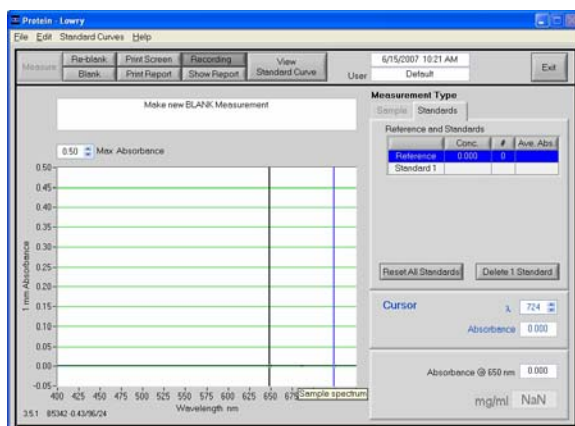 Protein - Lowry
File Edit Standard Curves Help
Measure Re-blank Print Screen Recording View Standard Curve
Blank Print Report Show Report
6/15/2007 10:21 AM
User Default
Exit
Make new BLANK Measurement
0.50 Max Absorbance
1 mm Absorbance
0.50
0.45
0.40
0.35
0.30
0.25
0.20
0.15
0.10
0.05
0.00
-0.05
400 425 450 475 500 525 550 575 600 625 650 675
Sample spectrum
Wavelength nm
3.5.1 B5342 0.43/96/24
Measurement Type
Sample Standards
Reference and Standards
Conc. # Ave. Abs.
Reference 0.000 0
Standard 1
Reset All Standards Delete 1 Standard
Cursor λ 724
Absorbance 0.000
Absorbance @ 650 nm 0.000
mg/ml NaN